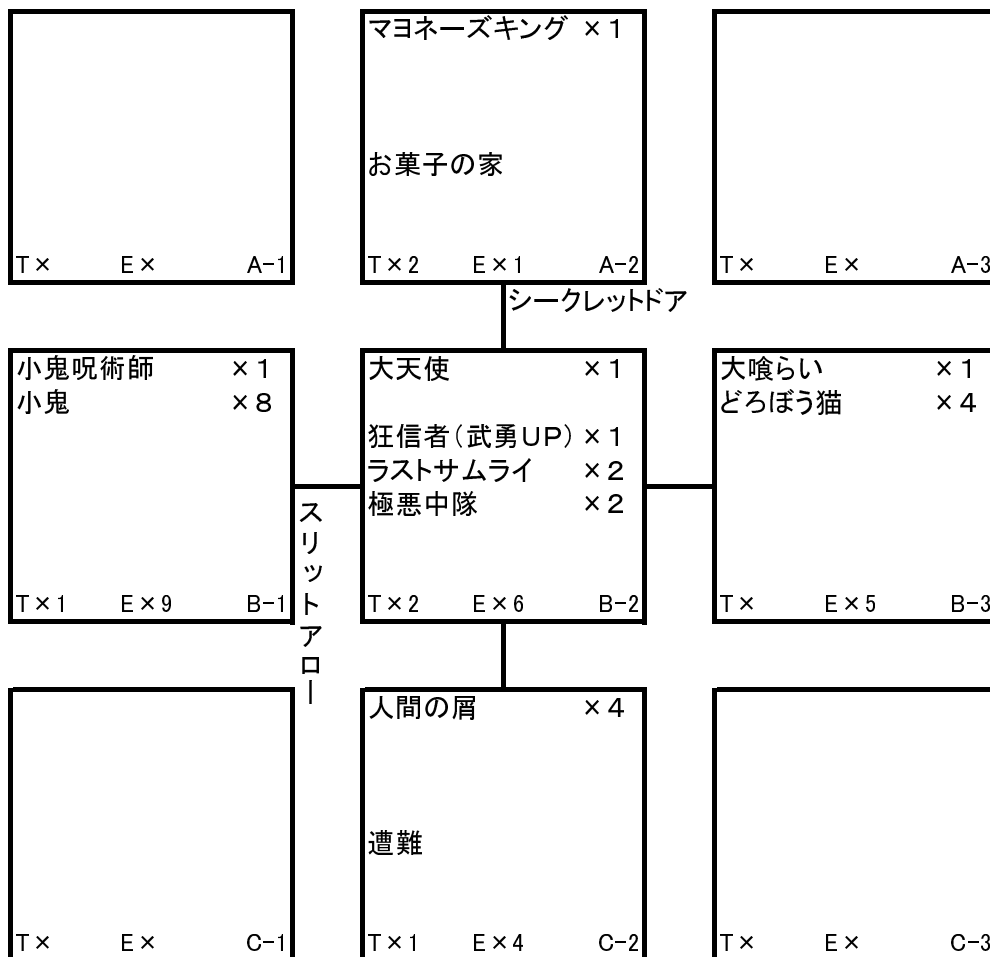 T× E× A-1
マヨネーズキング ×1
お菓子の家
T×2 E×1 A-2
T× E× A-3
シークレットドア
小鬼呪術師 ×1
小鬼 ×8
T×1 E×9 B-1
スリットアロー
大天使 ×1
狂信者(武勇UP) ×1
ラストサムライ ×2
極悪中隊 ×2
T×2 E×6 B-2
大喰らい ×1
どろぼう猫 ×4
T× E×5 B-3
T× E× C-1
人間の屑 ×4
遭難
T×1 E×4 C-2
T× E× C-3